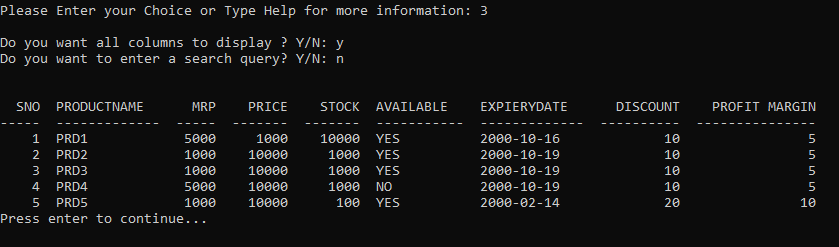 Please Enter your Choice or Type Help for more information: 3
Do you want all columns to display ? Y/N: y
Do you want to enter a search query? Y/N: n
SNO PRODUCTNAME MRP PRICE STOCK AVAILABLE EXPIERYDATE DISCOUNT PROFIT MARGIN
----- ------------- ----- ------- ------- ----------- ------------- ---------- ---------------
1 PRD1 5000 1000 10000 YES 2000-10-16 10 5
2 PRD2 1000 10000 1000 YES 2000-10-19 10 5
3 PRD3 1000 10000 1000 YES 2000-10-19 10 5
4 PRD4 5000 10000 1000 NO 2000-10-19 10 5
5 PRD5 1000 10000 100 YES 2000-02-14 20 10
Press enter to continue...